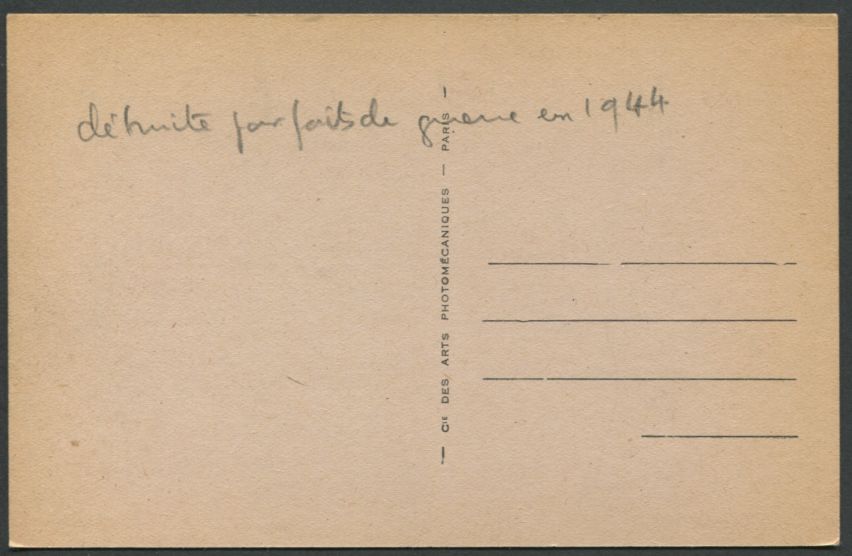 détruite par faits de guerre en 1944
— Cie DES ARTS PHOTOMÉCANIQUES — PARIS —